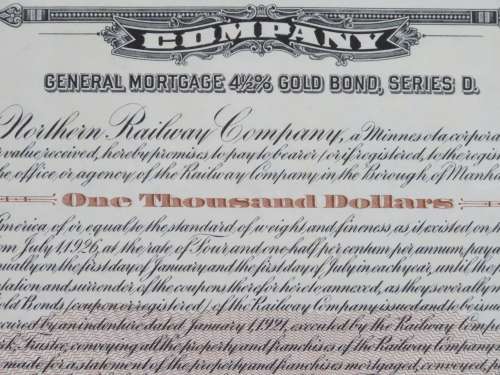 COMPANY
GENERAL MORTGAGE 4½% GOLD BOND, SERIES D.
Northern Railway Company, a Minnesota corpora
r value received, hereby promises to pay to bearer (or if registered, to the regist
he office or agency of the Railway Company in the Borough of Manha
One Thousand Dollars
America of or equal to the standard of weight and fineness as it existed on
om July 1, 1926, at the rate of four and one-half per centum per annum, paya
ually on the first day of January and the first day of July in each year, until the
tation and surrender of the coupons therefor hereto annexed, as they severally m
old Bonds (coupon or registered) of the Railway Company issued and to be issu
cured by an indenture dated January 1, 1921, executed by the Railway Comp
rk, Trustee, conveying all the property and franchises of the Railway Company
made for a statement of the property and franchises mortgaged, conveyed, p